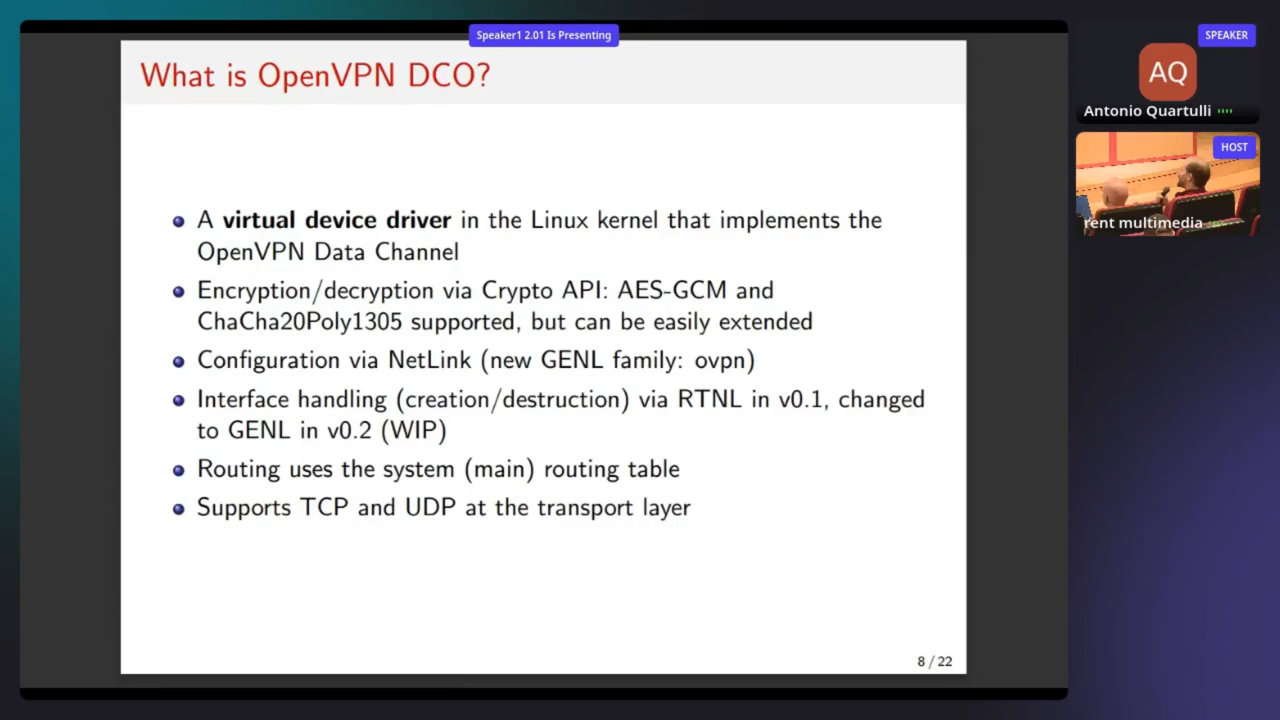 Speaker1 2.01 Is Presenting
What is OpenVPN DCO?
A virtual device driver in the Linux kernel that implements the
OpenVPN Data Channel
Encryption/decryption via Crypto API: AES-GCM and
ChaCha20Poly1305 supported, but can be easily extended
Configuration via NetLink (new GENL family: ovpn)
Interface handling (creation/destruction) via RTNL in v0.1, changed
to GENL in v0.2 (WIP)
Routing uses the system (main) routing table
Supports TCP and UDP at the transport layer
8 / 22
SPEAKER
AQ
Antonio Quartulli
HOST
rent multimedia